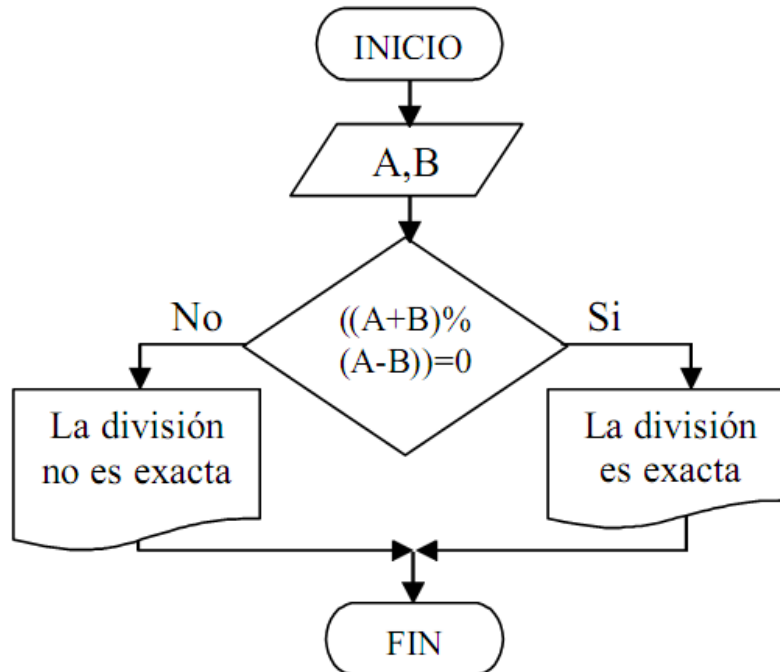 INICIO
A,B
No
((A+B)%
(A-B))=0
Si
La división
no es exacta
La división
es exacta
FIN